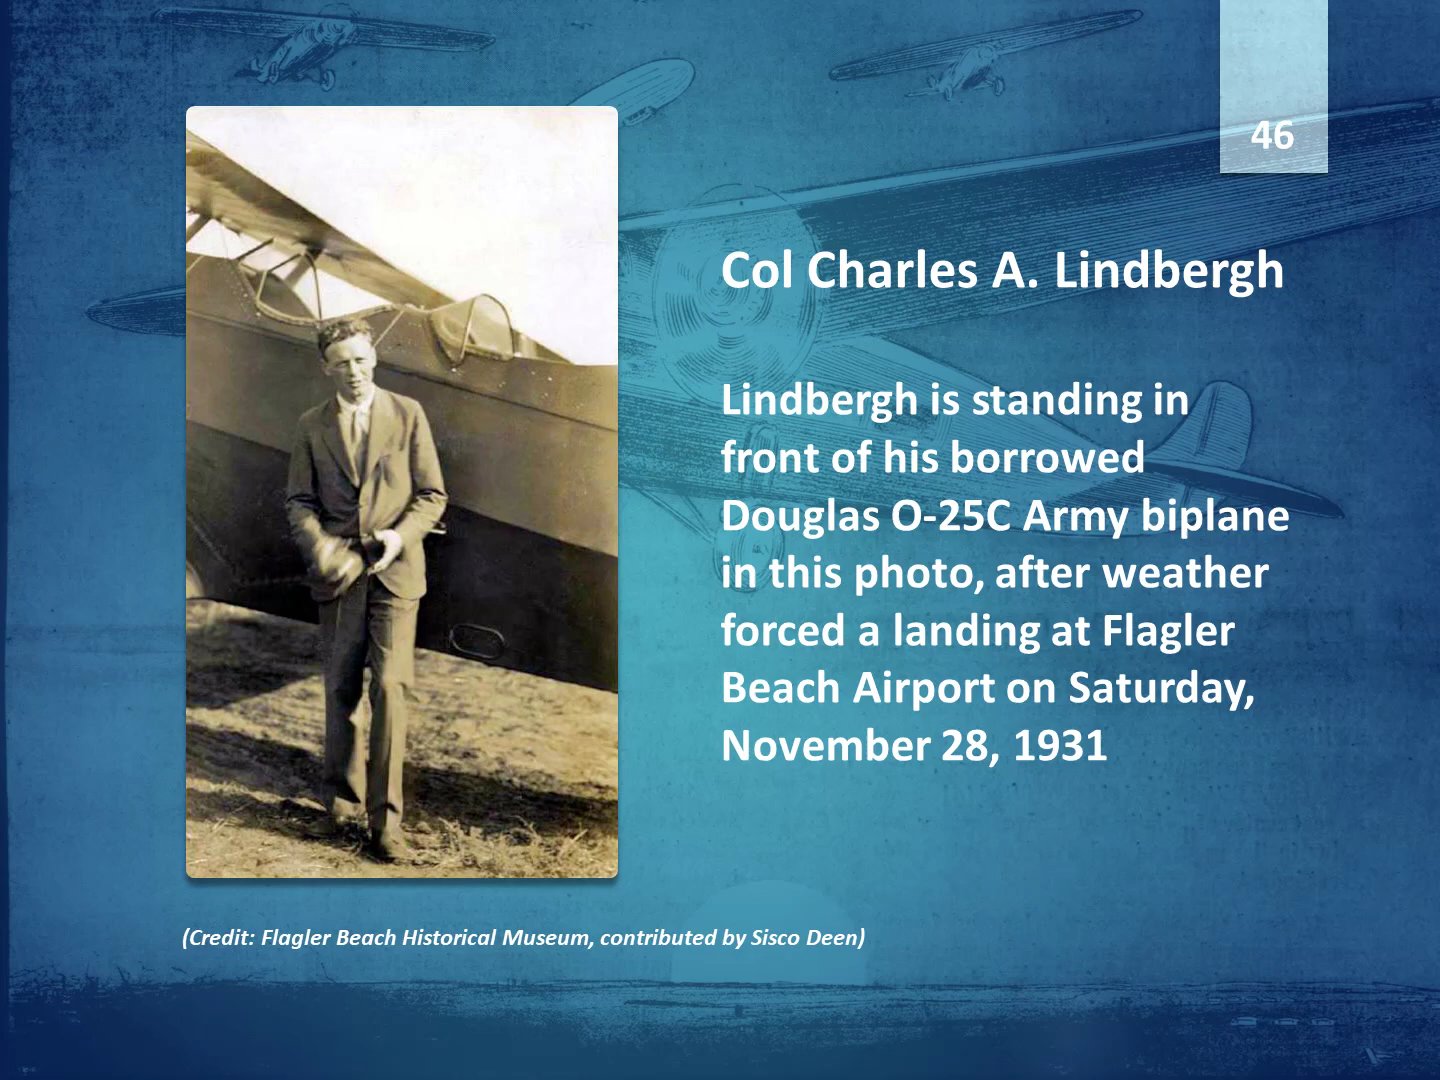 46
Col Charles A. Lindbergh
Lindbergh is standing in
front of his borrowed
Douglas O-25C Army biplane
in this photo, after weather
forced a landing at Flagler
Beach Airport on Saturday,
November 28, 1931
(Credit: Flagler Beach Historical Museum, contributed by Sisco Deen)